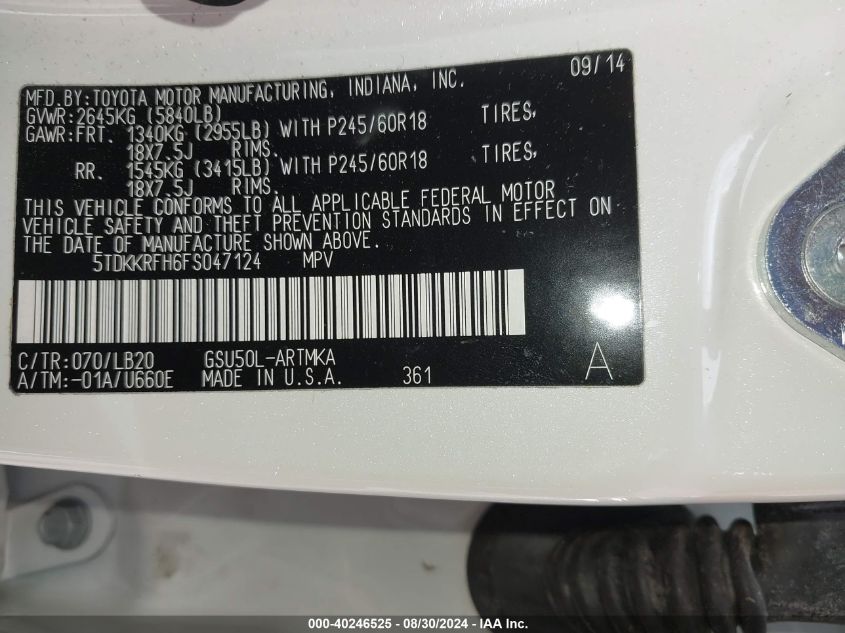 MFD.BY:TOYOTA MOTOR MANUFACTURING, INDIANA, INC. 09/14
GVWR:2645KG (5840LB)
GAWR:FRT. 1340KG (2955LB) WITH P245/60R18 TIRES,
18X7.5J RIMS.
RR. 1545KG (3415LB) WITH P245/60R18 TIRES,
18X7.5J RIMS.
THIS VEHICLE CONFORMS TO ALL APPLICABLE FEDERAL MOTOR
VEHICLE SAFETY AND THEFT PREVENTION STANDARDS IN EFFECT ON
THE DATE OF MANUFACTURE SHOWN ABOVE.
5TDKKRFH6FS047124 MPV
C/TR:070/LB20 GSU50L-ARTMKA
A/TM:-01A/U660E MADE IN U.S.A. 361 A
000-40246525 - 08/30/2024 - IAA Inc.